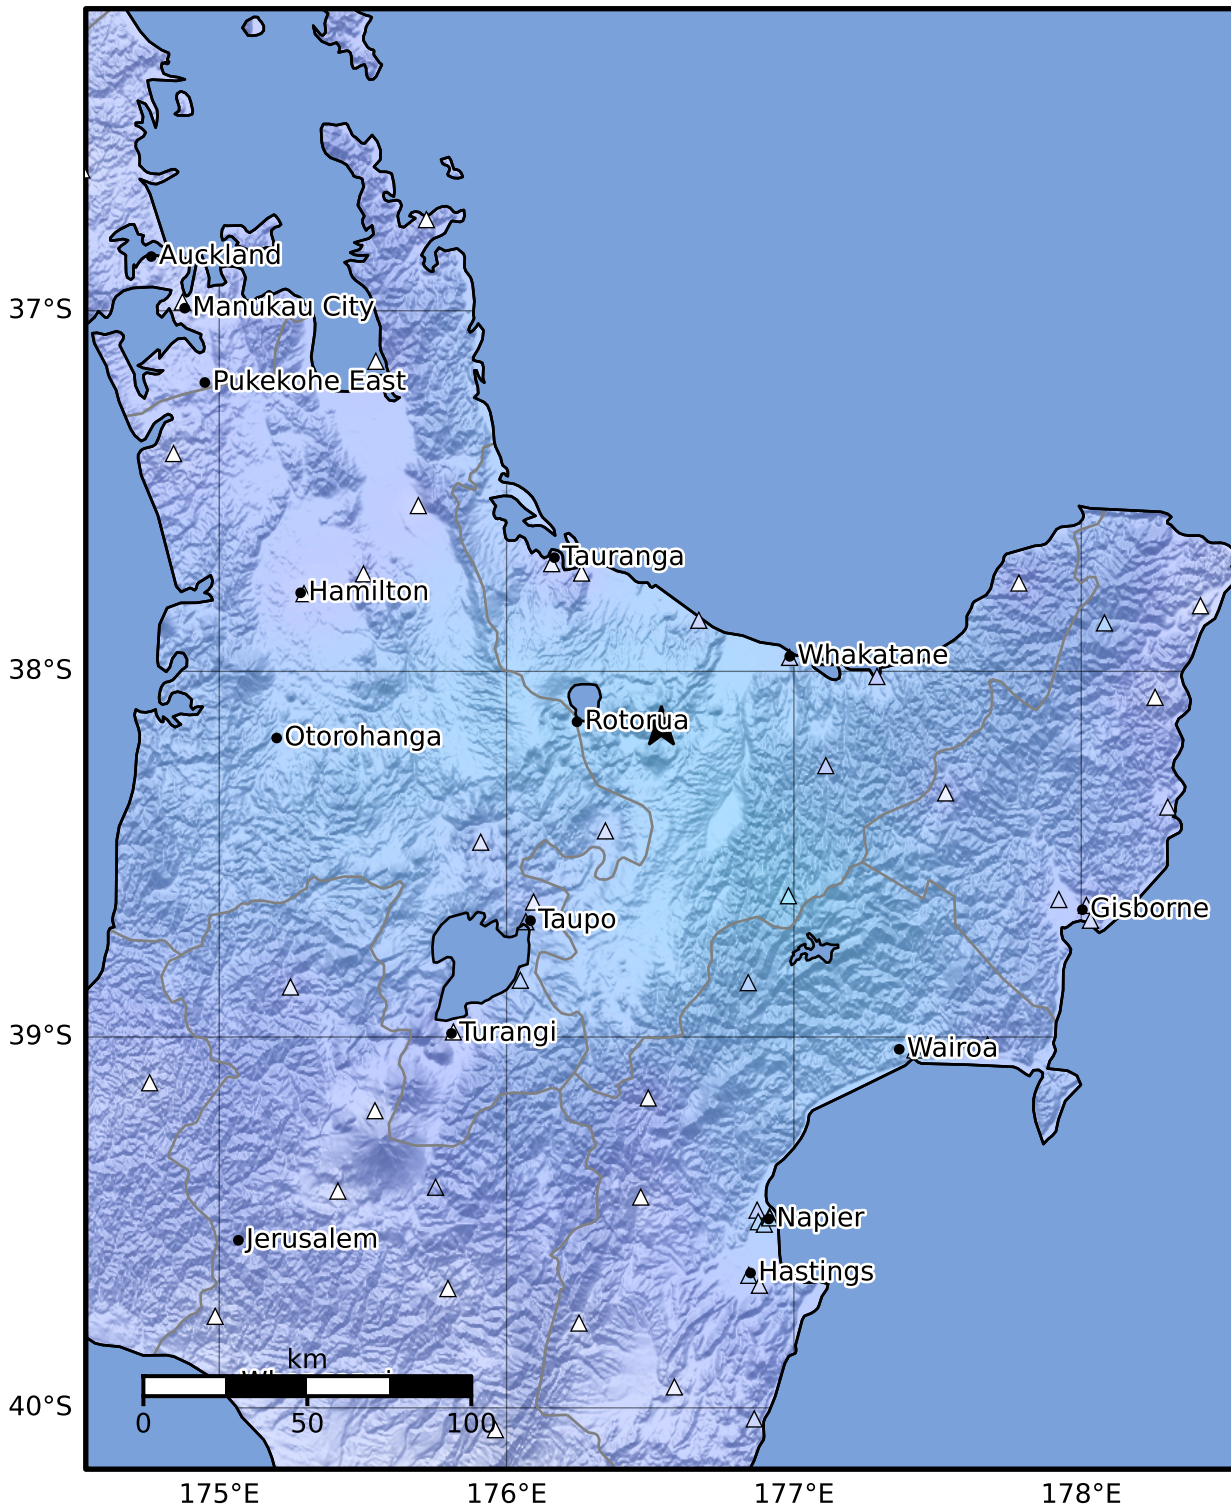 Auckland
37°S
Manukau City
Pukekohe East
Tauranga
Hamilton
Whakatane
38°S
Rotorua
Otorohanga
Gisborne
Taupo
39°S
Turangi
Wairoa
Napier
Jerusalem
Hastings
km
40°S
0 50 100
175°E 176°E 177°E 178°E